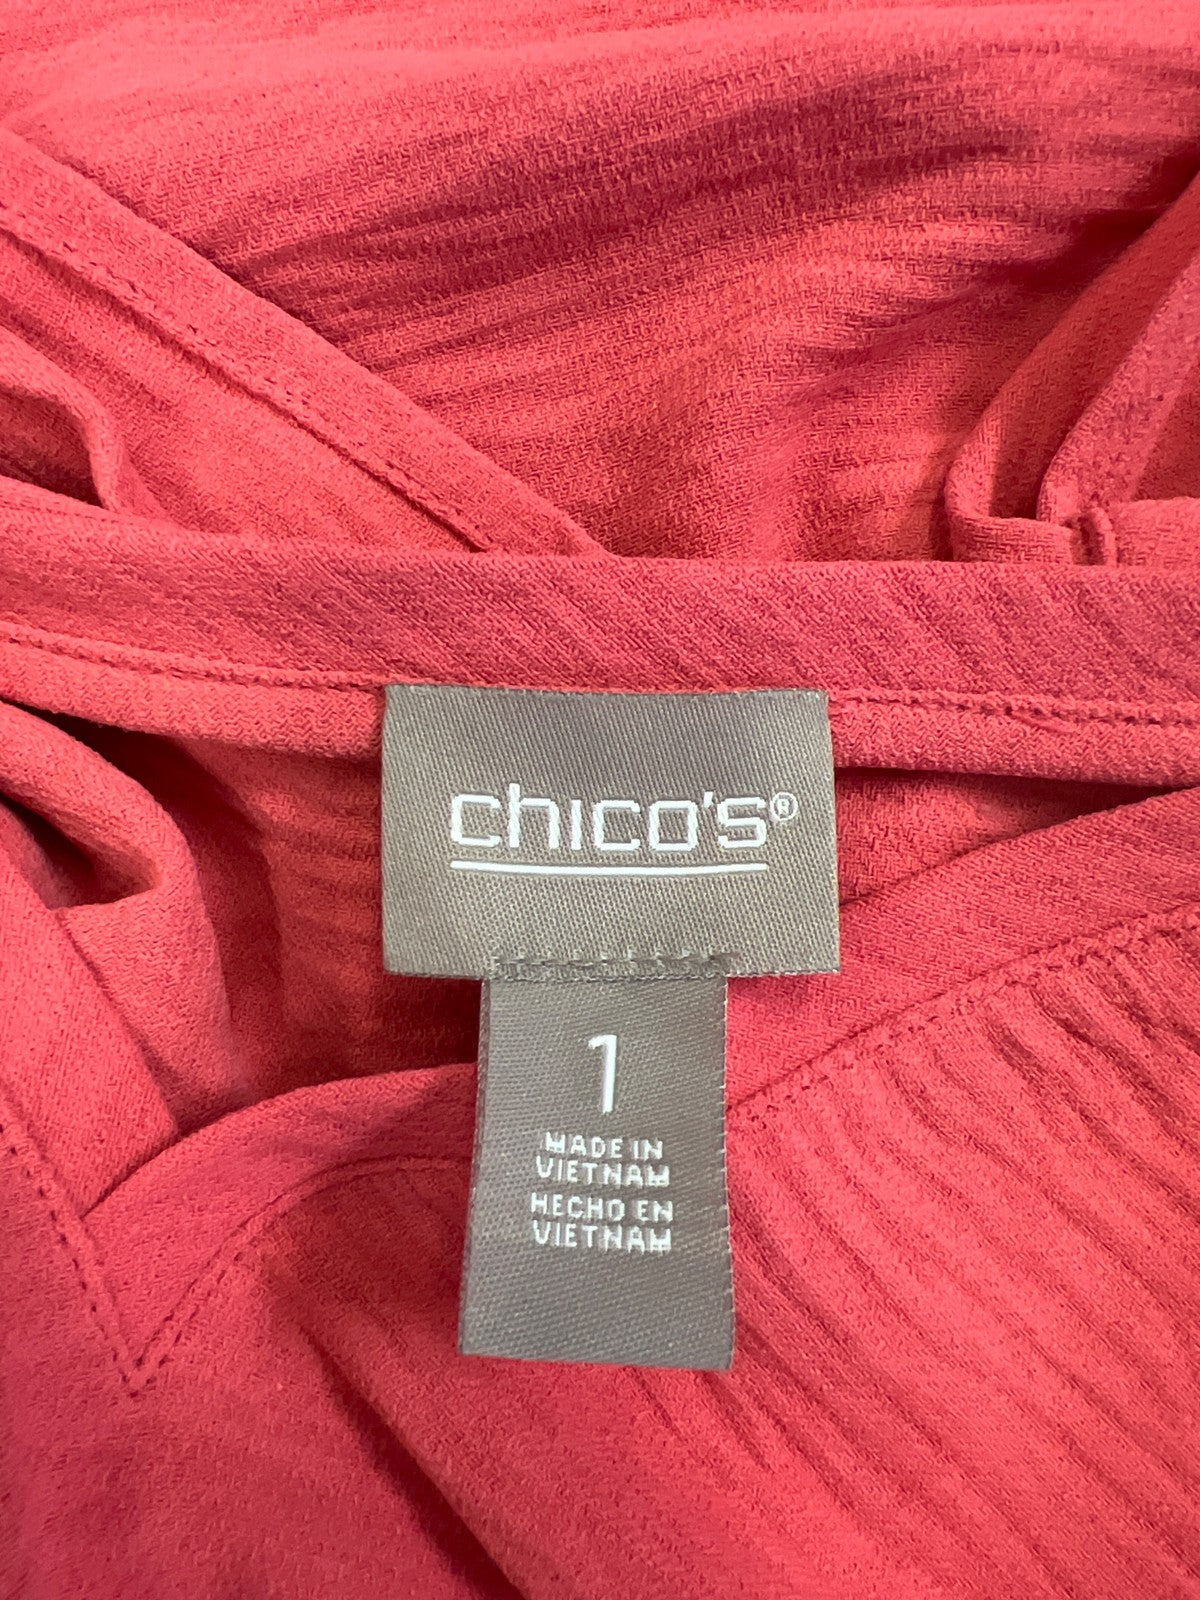 chico's®
1
MADE IN
VIETNAM
HECHO EN
VIETNAM